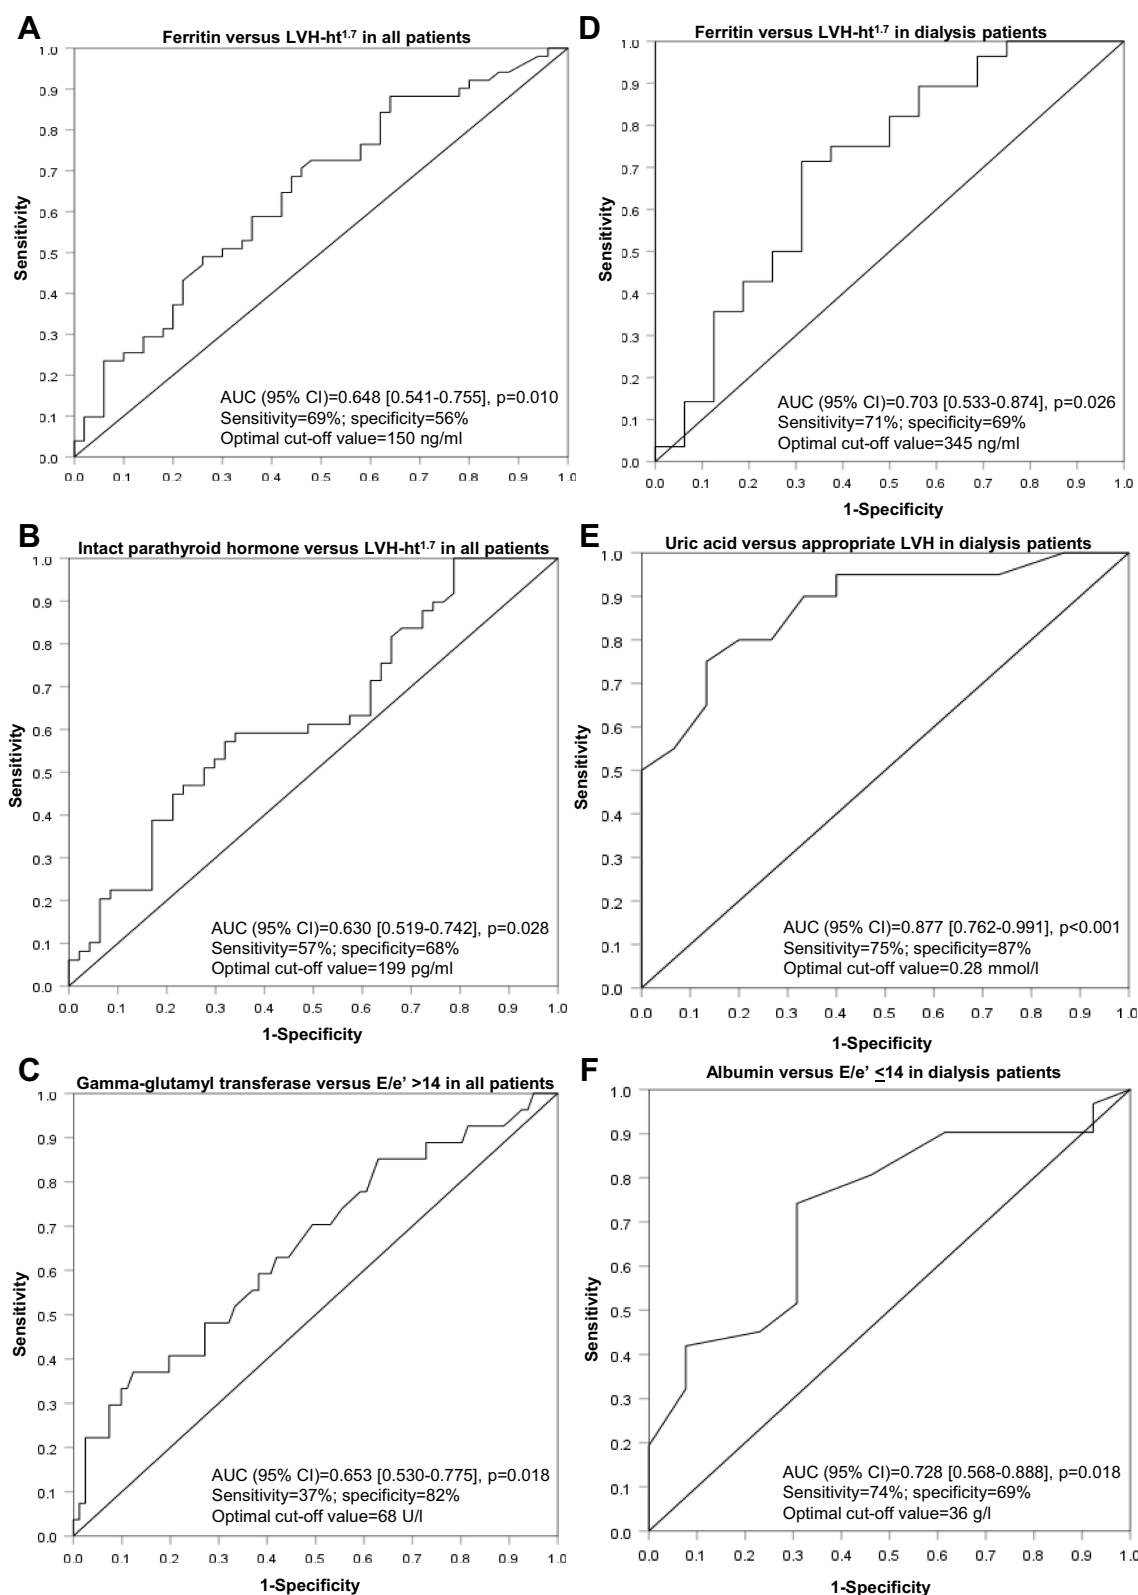 A
Ferritin versus LVH-ht1.7 in all patients
1.0
0.9
0.8
0.7
0.6
0.5
0.4
0.3
0.2
0.1
0.0
Sensitivity
AUC (95% CI)=0.648 [0.541-0.755], p=0.010
Sensitivity=69%; specificity=56%
Optimal cut-off value=150 ng/ml
0.0 0.1 0.2 0.3 0.4 0.5 0.6 0.7 0.8 0.9 1.0
D
Ferritin versus LVH-ht1.7 in dialysis patients
1.0
0.9
0.8
0.7
0.6
0.5
0.4
0.3
0.2
0.1
0.0
Sensitivity
AUC (95% CI)=0.703 [0.533-0.874], p=0.026
Sensitivity=71%; specificity=69%
Optimal cut-off value=345 ng/ml
0.0 0.1 0.2 0.3 0.4 0.5 0.6 0.7 0.8 0.9 1.0
1-Specificity
B
Intact parathyroid hormone versus LVH-ht1.7 in all patients
1.0
0.9
0.8
0.7
0.6
0.5
0.4
0.3
0.2
0.1
0.0
Sensitivity
AUC (95% CI)=0.630 [0.519-0.742], p=0.028
Sensitivity=57%; specificity=68%
Optimal cut-off value=199 pg/ml
0.0 0.1 0.2 0.3 0.4 0.5 0.6 0.7 0.8 0.9 1.0
1-Specificity
E
Uric acid versus appropriate LVH in dialysis patients
1.0
0.9
0.8
0.7
0.6
0.5
0.4
0.3
0.2
0.1
0.0
Sensitivity
AUC (95% CI)=0.877 [0.762-0.991], p<0.001
Sensitivity=75%; specificity=87%
Optimal cut-off value=0.28 mmol/l
0.0 0.1 0.2 0.3 0.4 0.5 0.6 0.7 0.8 0.9 1.0
1-Specificity
C
Gamma-glutamyl transferase versus E/e’ >14 in all patients
1.0
0.9
0.8
0.7
0.6
0.5
0.4
0.3
0.2
0.1
0.0
Sensitivity
AUC (95% CI)=0.653 [0.530-0.775], p=0.018
Sensitivity=37%; specificity=82%
Optimal cut-off value=68 U/l
0.0 0.1 0.2 0.3 0.4 0.5 0.6 0.7 0.8 0.9 1.0
1-Specificity
F
Albumin versus E/e’ ≤14 in dialysis patients
1.0
0.9
0.8
0.7
0.6
0.5
0.4
0.3
0.2
0.1
0.0
Sensitivity
AUC (95% CI)=0.728 [0.568-0.888], p=0.018
Sensitivity=74%; specificity=69%
Optimal cut-off value=36 g/l
0.0 0.1 0.2 0.3 0.4 0.5 0.6 0.7 0.8 0.9 1.0
1-Specificity